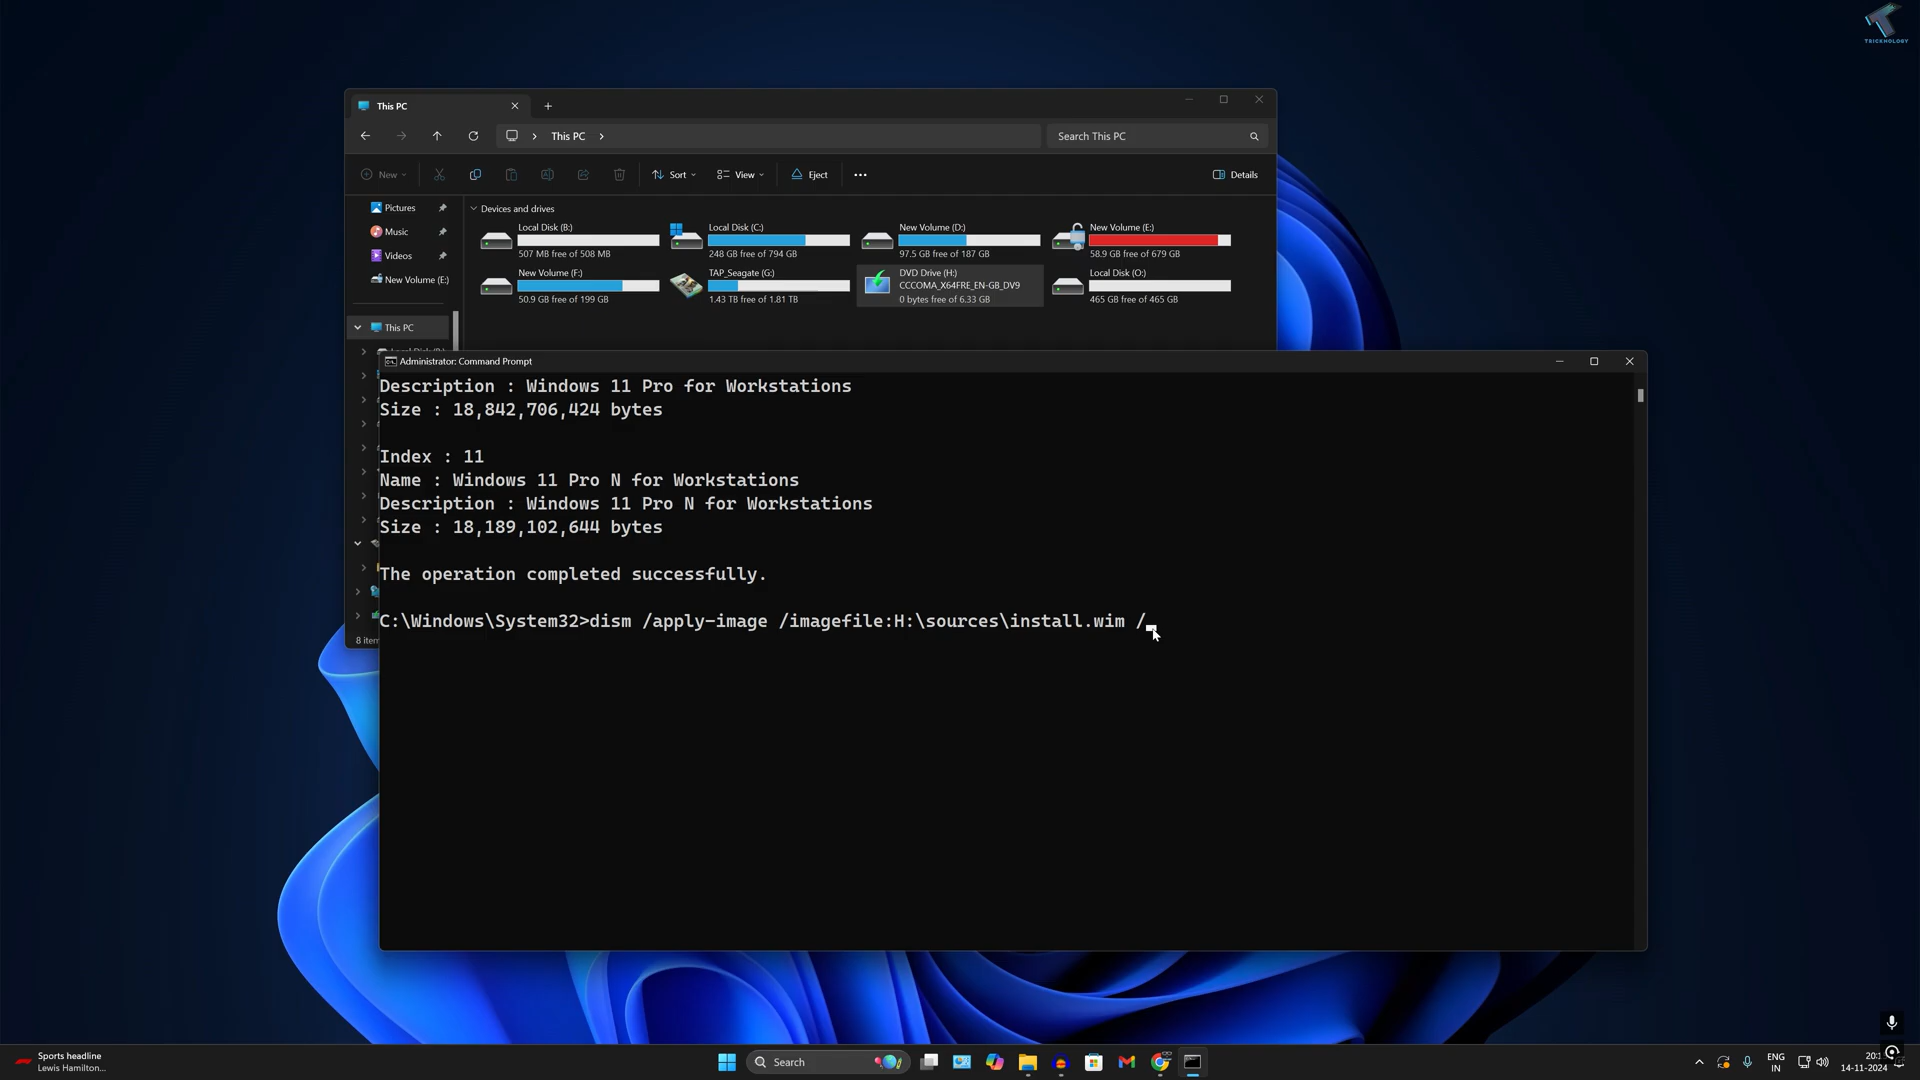 TRICKNOLOGY
This PC
This PC
Search This PC
New
Sort
View
Eject
Details
Pictures
Music
Videos
New Volume (E:)
This PC
Devices and drives
Local Disk (B:)
507 MB free of 508 MB
Local Disk (C:)
248 GB free of 794 GB
New Volume (D:)
97.5 GB free of 187 GB
New Volume (E:)
58.9 GB free of 679 GB
New Volume (F:)
50.9 GB free of 199 GB
TAP_Seagate (G:)
1.43 TB free of 1.81 TB
DVD Drive (H:)
CCCOMA_X64FRE_EN-GB_DV9
0 bytes free of 6.33 GB
Local Disk (O:)
465 GB free of 465 GB
8 item
Administrator: Command Prompt
Description : Windows 11 Pro for Workstations
Size : 18,842,706,424 bytes
Index : 11
Name : Windows 11 Pro N for Workstations
Description : Windows 11 Pro N for Workstations
Size : 18,189,102,644 bytes
The operation completed successfully.
C:\Windows\System32>dism /apply-image /imagefile:H:\sources\install.wim /
Sports headline
Lewis Hamilton...
Search
ENG
IN
14-11-2024